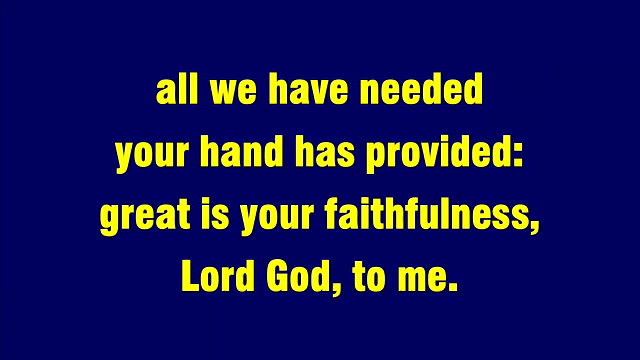 all we have needed
your hand has provided:
great is your faithfulness,
Lord God, to me.